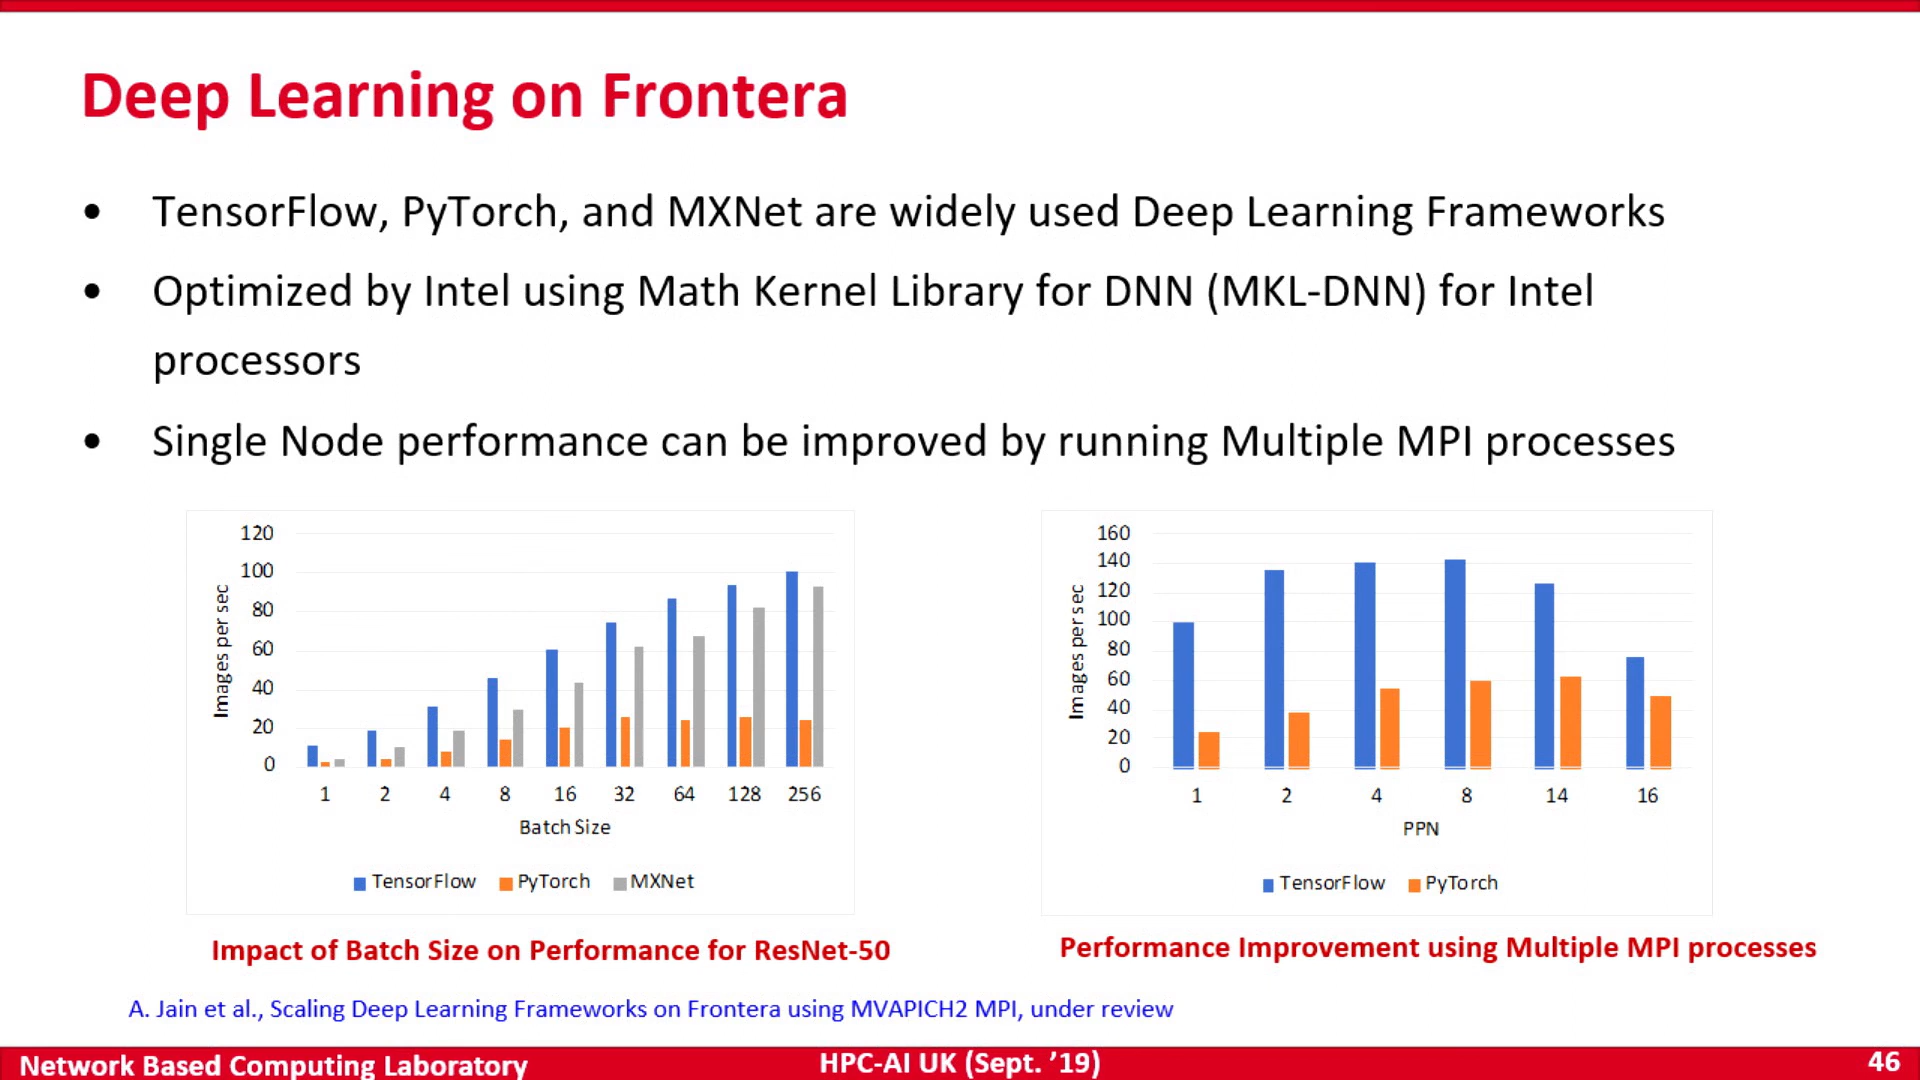 Deep Learning on Frontera
• TensorFlow, PyTorch, and MXNet are widely used Deep Learning Frameworks
• Optimized by Intel using Math Kernel Library for DNN (MKL-DNN) for Intel
processors
• Single Node performance can be improved by running Multiple MPI processes
120
100
80
60
40
20
0
Images per sec
1 2 4 8 16 32 64 128 256
Batch Size
TensorFlow PyTorch MXNet
Impact of Batch Size on Performance for ResNet-50
160
140
120
100
80
60
40
20
0
Images per sec
1 2 4 8 14 16
PPN
TensorFlow PyTorch
Performance Improvement using Multiple MPI processes
A. Jain et al., Scaling Deep Learning Frameworks on Frontera using MVAPICH2 MPI, under review
Network Based Computing Laboratory HPC-AI UK (Sept. ’19) 46